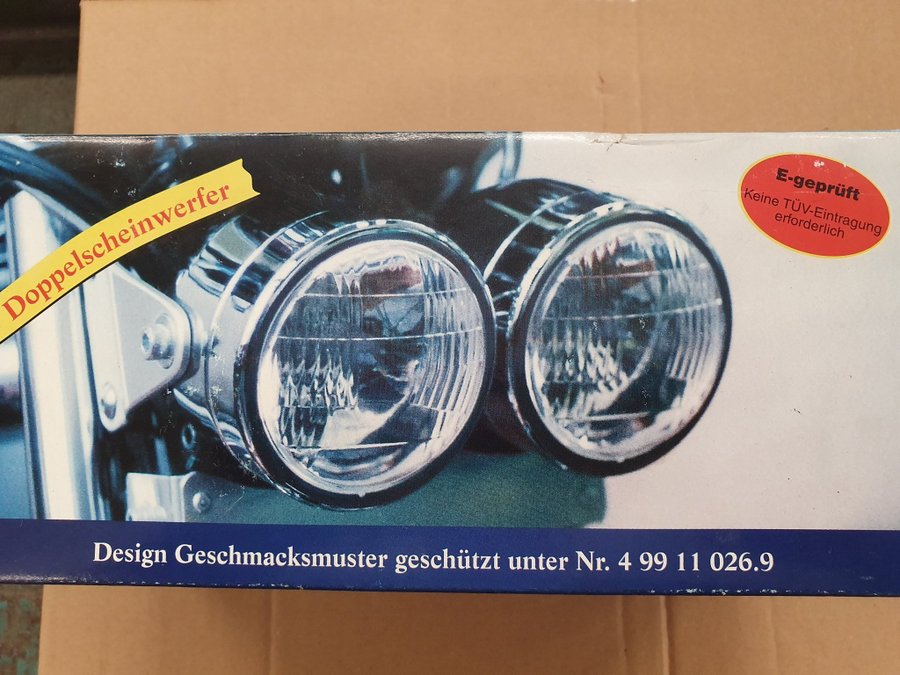 Doppelscheinwerfer
E-geprüft
Keine TÜV-Eintragung
erforderlich
Design Geschmacksmuster geschützt unter Nr. 4 99 11 026.9